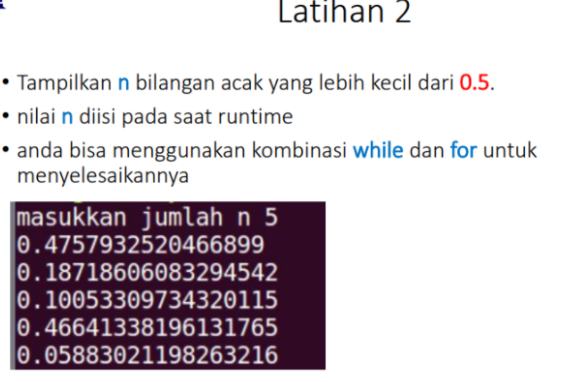 Latihan 2
• Tampilkan n bilangan acak yang lebih kecil dari 0.5.
• nilai n diisi pada saat runtime
• anda bisa menggunakan kombinasi while dan for untuk
menyelesaikannya
masukkan jumlah n 5
0.4757932520466899
0.18718606083294542
0.10053309734320115
0.46641338196131765
0.05883021198263216